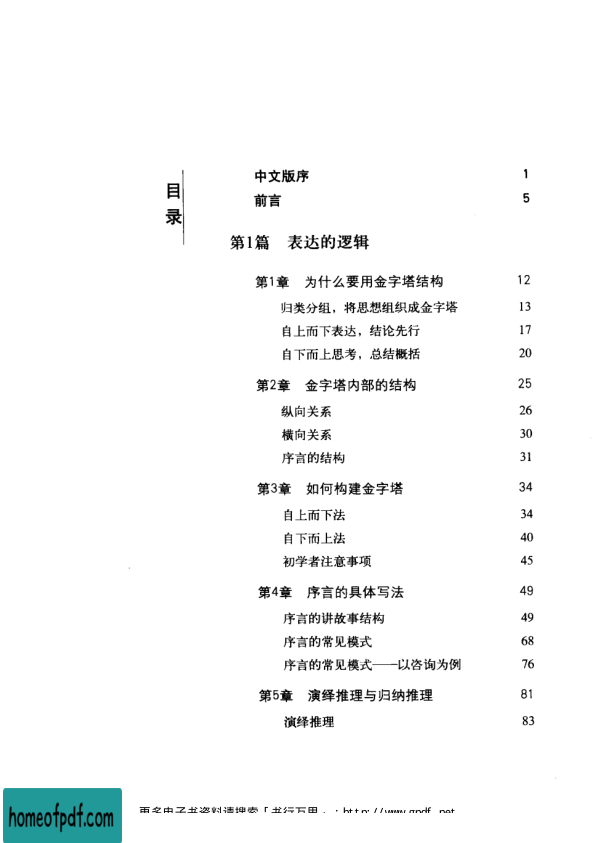 目录
中文版序 1
前言 5
第1篇 表达的逻辑
第1章 为什么要用金字塔结构 12
归类分组，将思想组织成金字塔 13
自上而下表达，结论先行 17
自下而上思考，总结概括 20
第2章 金字塔内部的结构 25
纵向关系 26
横向关系 30
序言的结构 31
第3章 如何构建金字塔 34
自上而下法 34
自下而上法 40
初学者注意事项 45
第4章 序言的具体写法 49
序言的讲故事结构 49
序言的常见模式 68
序言的常见模式——以咨询为例 76
第5章 演绎推理与归纳推理 81
演绎推理 83
homeofpdf.com
更多电子书资料请搜索「书行万里」：http://www.gpdf.net